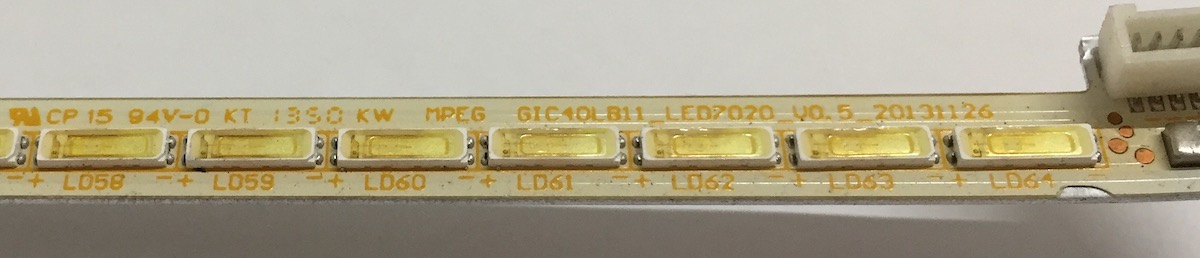 CP 15 94V-0 KT 1350 KW MPEG GIC40LB11_LED7020_V0.5_20131126
- + LD58 - + LD59 - + LD60 - + LD61 - + LD62 - + LD63 - + LD64